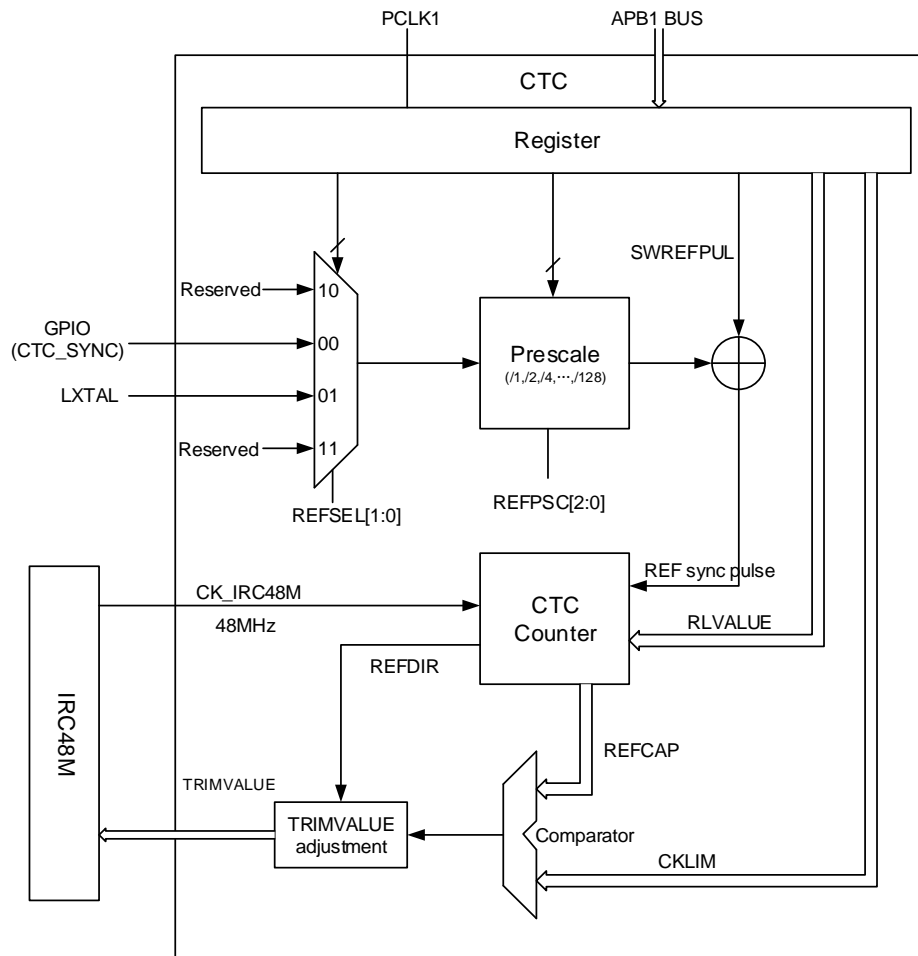 PCLK1
APB1 BUS
CTC
Register
SWREFPUL
Reserved
10
GPIO
(CTC_SYNC)
00
Prescale
(/1,/2,/4,···,/128)
LXTAL
01
Reserved
11
REFSEL[1:0]
REFPSC[2:0]
CK_IRC48M
48MHz
REF sync pulse
CTC
Counter
RLVALUE
REFDIR
IRC48M
REFCAP
TRIMVALUE
TRIMVALUE
adjustment
Comparator
CKLIM